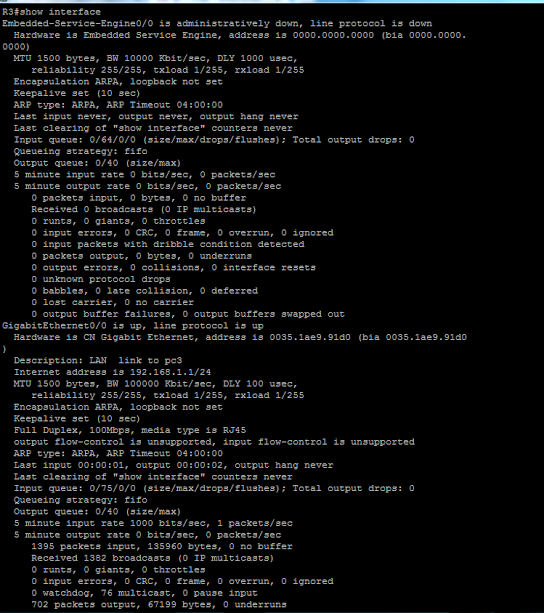 R3#show interface
Embedded-Service-Engine0/0 is administratively down, line protocol is down
Hardware is Embedded Service Engine, address is 0000.0000.0000 (bia 0000.0000.
0000)
MTU 1500 bytes, BW 10000 Kbit/sec, DLY 1000 usec,
reliability 255/255, txload 1/255, rxload 1/255
Encapsulation ARPA, loopback not set
Keepalive set (10 sec)
ARP type: ARPA, ARP Timeout 04:00:00
Last input never, output never, output hang never
Last clearing of "show interface" counters never
Input queue: 0/64/0/0 (size/max/drops/flushes); Total output drops: 0
Queueing strategy: fifo
Output queue: 0/40 (size/max)
5 minute input rate 0 bits/sec, 0 packets/sec
5 minute output rate 0 bits/sec, 0 packets/sec
0 packets input, 0 bytes, 0 no buffer
Received 0 broadcasts (0 IP multicasts)
0 runts, 0 giants, 0 throttles
0 input errors, 0 CRC, 0 frame, 0 overrun, 0 ignored
0 input packets with dribble condition detected
0 packets output, 0 bytes, 0 underruns
0 output errors, 0 collisions, 0 interface resets
0 unknown protocol drops
0 babbles, 0 late collision, 0 deferred
0 lost carrier, 0 no carrier
0 output buffer failures, 0 output buffers swapped out
GigabitEthernet0/0 is up, line protocol is up
Hardware is CN Gigabit Ethernet, address is 0035.1ae9.91d0 (bia 0035.1ae9.91d0
)
Description: LAN  link to pc3
Internet address is 192.168.1.1/24
MTU 1500 bytes, BW 100000 Kbit/sec, DLY 100 usec,
reliability 255/255, txload 1/255, rxload 1/255
Encapsulation ARPA, loopback not set
Keepalive set (10 sec)
Full Duplex, 100Mbps, media type is RJ45
output flow-control is unsupported, input flow-control is unsupported
ARP type: ARPA, ARP Timeout 04:00:00
Last input 00:00:01, output 00:00:02, output hang never
Last clearing of "show interface" counters never
Input queue: 0/75/0/0 (size/max/drops/flushes); Total output drops: 0
Queueing strategy: fifo
Output queue: 0/40 (size/max)
5 minute input rate 1000 bits/sec, 1 packets/sec
5 minute output rate 0 bits/sec, 0 packets/sec
1395 packets input, 135960 bytes, 0 no buffer
Received 1382 broadcasts (0 IP multicasts)
0 runts, 0 giants, 0 throttles
0 input errors, 0 CRC, 0 frame, 0 overrun, 0 ignored
0 watchdog, 76 multicast, 0 pause input
702 packets output, 67199 bytes, 0 underruns